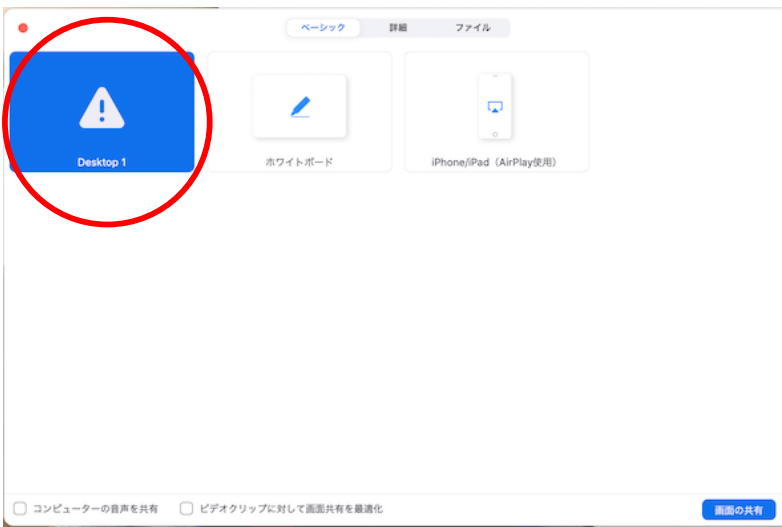 ベーシック 詳細 ファイル
Desktop 1
ホワイトボード
iPhone/iPad（AirPlay使用）
コンピューターの音声を共有
ビデオクリップに対して画面共有を最適化
画面の共有